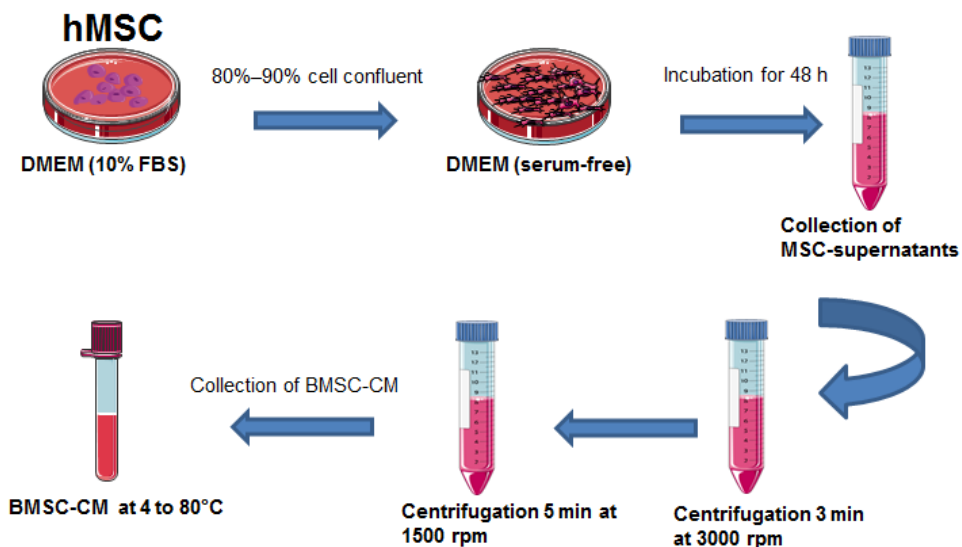 hMSC
80%–90% cell confluent
Incubation for 48 h
DMEM (10% FBS)
DMEM (serum-free)
Collection of
MSC-supernatants
Collection of BMSC-CM
BMSC-CM at 4 to 80°C
Centrifugation 5 min at
1500 rpm
Centrifugation 3 min
at 3000 rpm